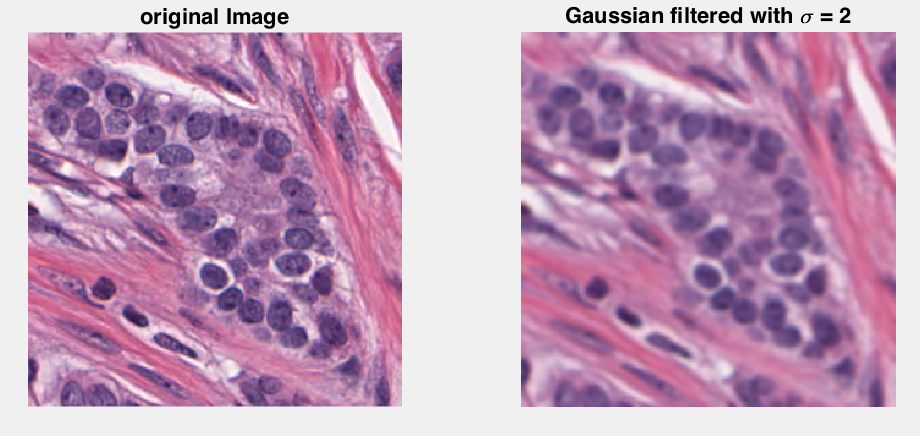 original Image
Gaussian filtered with σ = 2